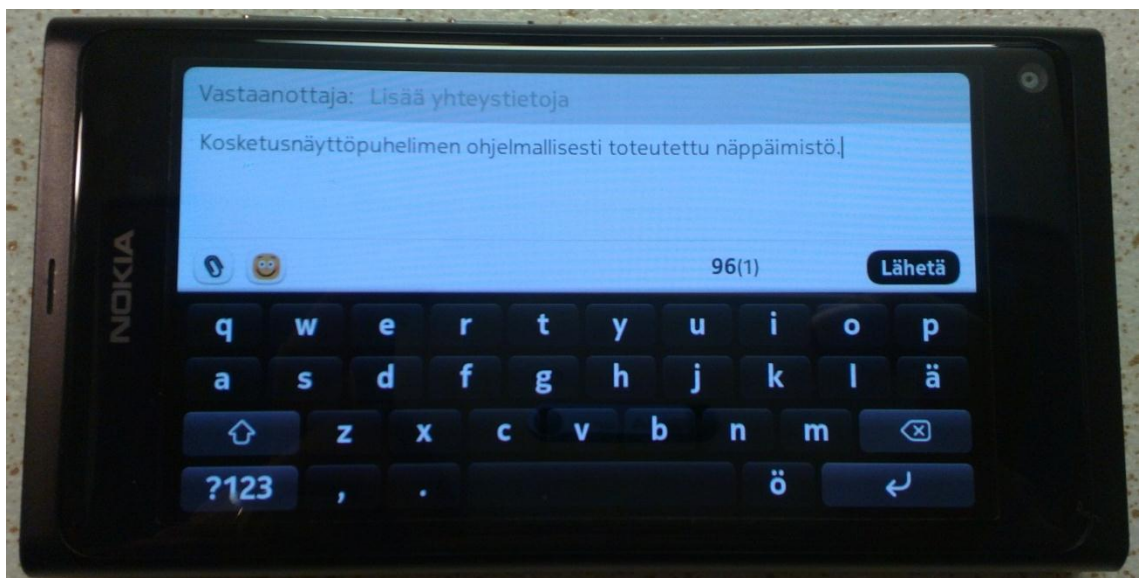 NOKIA
Vastaanottaja: Lisää yhteystietoja
Kosketusnäyttöpuhelimen ohjelmallisesti toteutettu näppäimistö.
96(1) Lähetä
q w e r t y u i o p
a s d f g h j k l ä
z x c v b n m
?123 , . ö